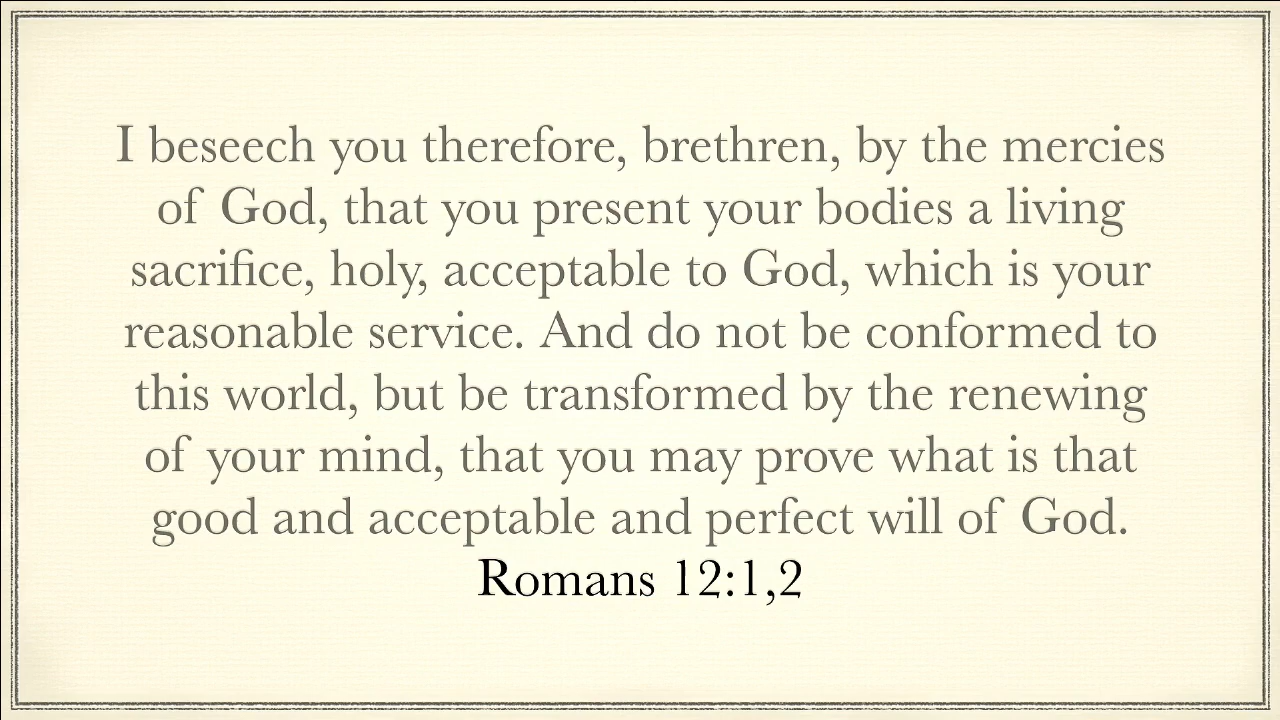 I beseech you therefore, brethren, by the mercies
of God, that you present your bodies a living
sacrifice, holy, acceptable to God, which is your
reasonable service. And do not be conformed to
this world, but be transformed by the renewing
of your mind, that you may prove what is that
good and acceptable and perfect will of God.
Romans 12:1,2